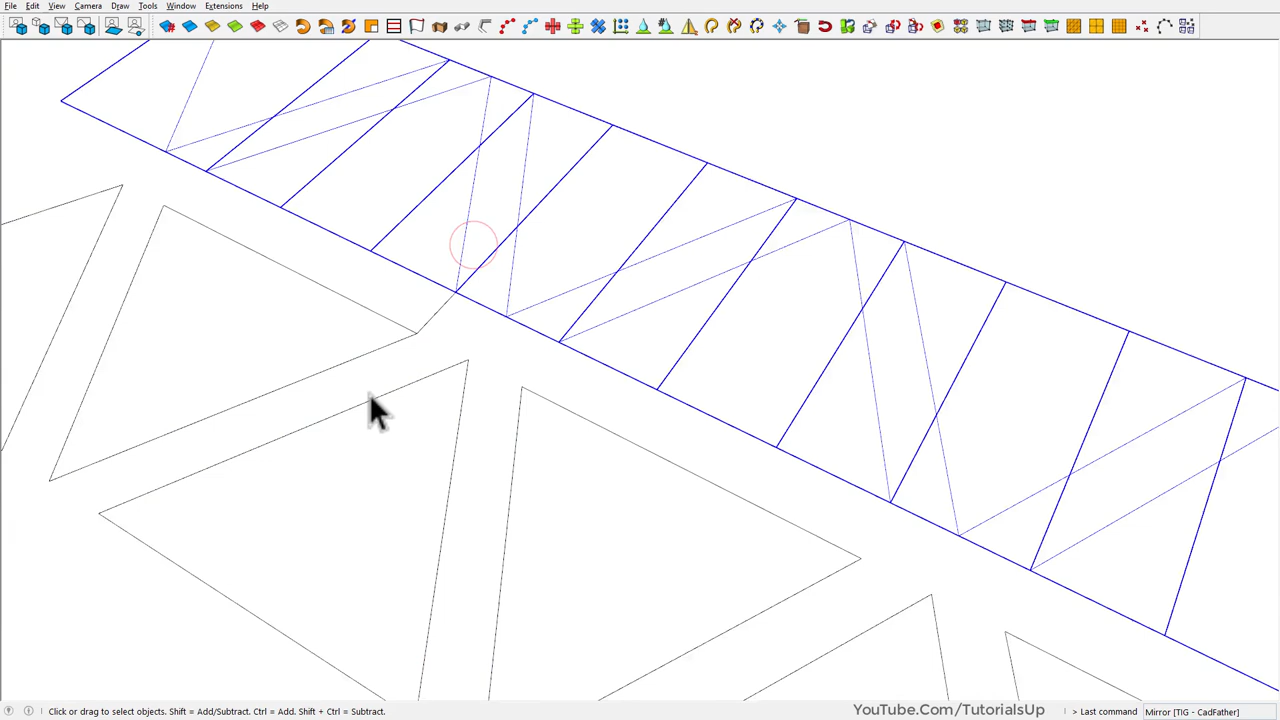 File Edit View Camera Draw Tools Window Extensions Help
Click or drag to select objects. Shift = Add/Subtract. Ctrl = Add. Shift + Ctrl = Subtract.
YouTube.Com/TutorialsUp
> Last command Mirror [TIG - CadFather]